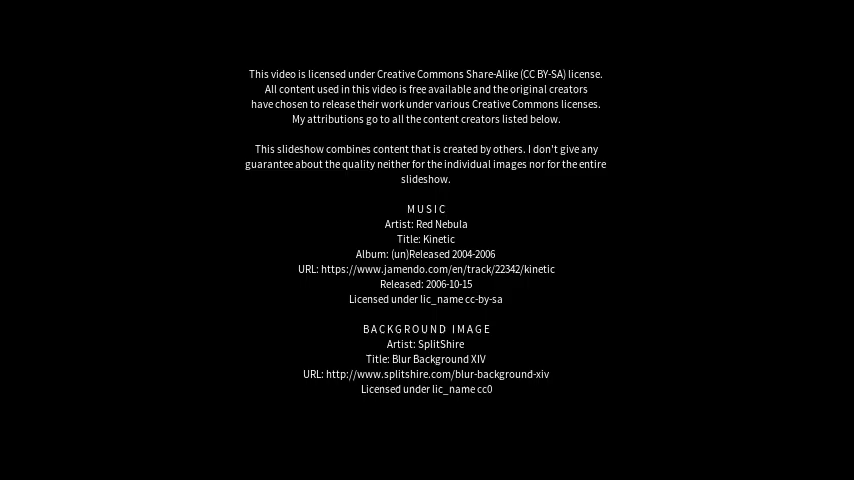 This video is licensed under Creative Commons Share-Alike (CC BY-SA) license.
All content used in this video is free available and the original creators
have chosen to release their work under various Creative Commons licenses.
My attributions go to all the content creators listed below.
This slideshow combines content that is created by others. I don't give any
guarantee about the quality neither for the individual images nor for the entire
slideshow.
MUSIC
Artist: Red Nebula
Title: Kinetic
Album: (un)Released 2004-2006
URL: https://www.jamendo.com/en/track/22342/kinetic
Released: 2006-10-15
Licensed under lic_name cc-by-sa
BACKGROUND IMAGE
Artist: SplitShire
Title: Blur Background XIV
URL: http://www.splitshire.com/blur-background-xiv
Licensed under lic_name cc0